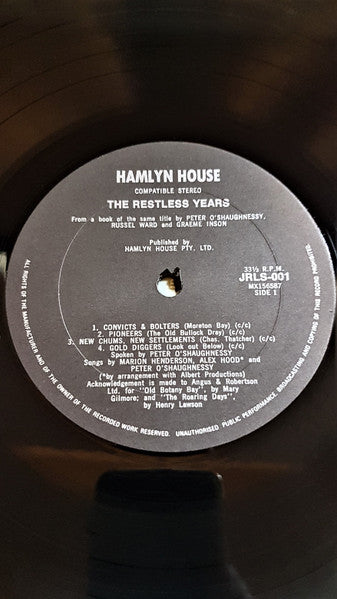 HAMLYN HOUSE
COMPATIBLE STEREO
THE RESTLESS YEARS
From a book of the same title by PETER O'SHAUGHNESSY,
RUSSEL WARD and GRAEME INSON
Published by
HAMLYN HOUSE PTY. LTD.
33⅓ R.P.M.
JRLS-001
MX156587
SIDE 1
1. CONVICTS & BOLTERS (Moreton Bay) (c/c)
2. PIONEERS (The Old Bullock Dray) (c/c)
3. NEW CHUMS, NEW SETTLEMENTS (Chas. Thatcher) (c/c)
4. GOLD DIGGERS (Look out Below) (c/c)
Spoken by PETER O'SHAUGHNESSY
Songs by MARION HENDERSON, ALEX HOOD* and
PETER O'SHAUGHNESSY
(*by arrangement with Albert Productions)
Acknowledgement is made to Angus & Robertson
Ltd. for "Old Botany Bay", by Mary
Gilmore; and "The Roaring Days", by
Henry Lawson
ALL RIGHTS OF THE MANUFACTURER AND OF THE OWNER OF THE RECORDED WORK RESERVED. UNAUTHORISED PUBLIC PERFORMANCE, BROADCASTING AND COPYING OF THIS RECORD PROHIBITED.